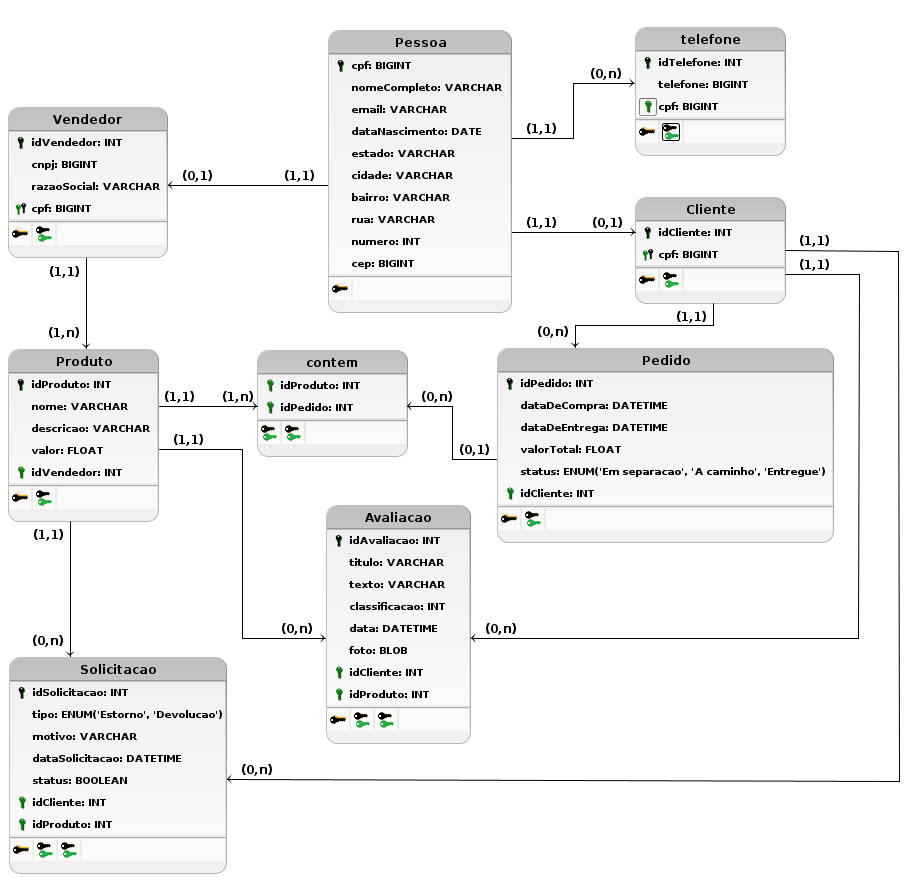 Pessoa
cpf: BIGINT
nomeCompleto: VARCHAR
email: VARCHAR
dataNascimento: DATE
estado: VARCHAR
cidade: VARCHAR
bairro: VARCHAR
rua: VARCHAR
numero: INT
cep: BIGINT
telefone
idTelefone: INT
telefone: BIGINT
cpf: BIGINT
(0,n)
(1,1)
Vendedor
idVendedor: INT
cnpj: BIGINT
razaoSocial: VARCHAR
cpf: BIGINT
(0,1)
(1,1)
Cliente
idCliente: INT
cpf: BIGINT
(1,1)
(0,1)
(1,1)
(1,1)
(1,1)
(1,n)
(1,1)
(0,n)
Produto
idProduto: INT
nome: VARCHAR
descricao: VARCHAR
valor: FLOAT
idVendedor: INT
(1,1)
(1,n)
(1,1)
contem
idProduto: INT
idPedido: INT
(0,n)
(0,1)
Pedido
idPedido: INT
dataDeCompra: DATETIME
dataDeEntrega: DATETIME
valorTotal: FLOAT
status: ENUM('Em separacao', 'A caminho', 'Entregue')
idCliente: INT
Avaliacao
idAvaliacao: INT
titulo: VARCHAR
texto: VARCHAR
classificacao: INT
data: DATETIME
foto: BLOB
idCliente: INT
idProduto: INT
(0,n)
(0,n)
(1,1)
(0,n)
Solicitacao
idSolicitacao: INT
tipo: ENUM('Estorno', 'Devolucao')
motivo: VARCHAR
dataSolicitacao: DATETIME
status: BOOLEAN
idCliente: INT
idProduto: INT
(0,n)